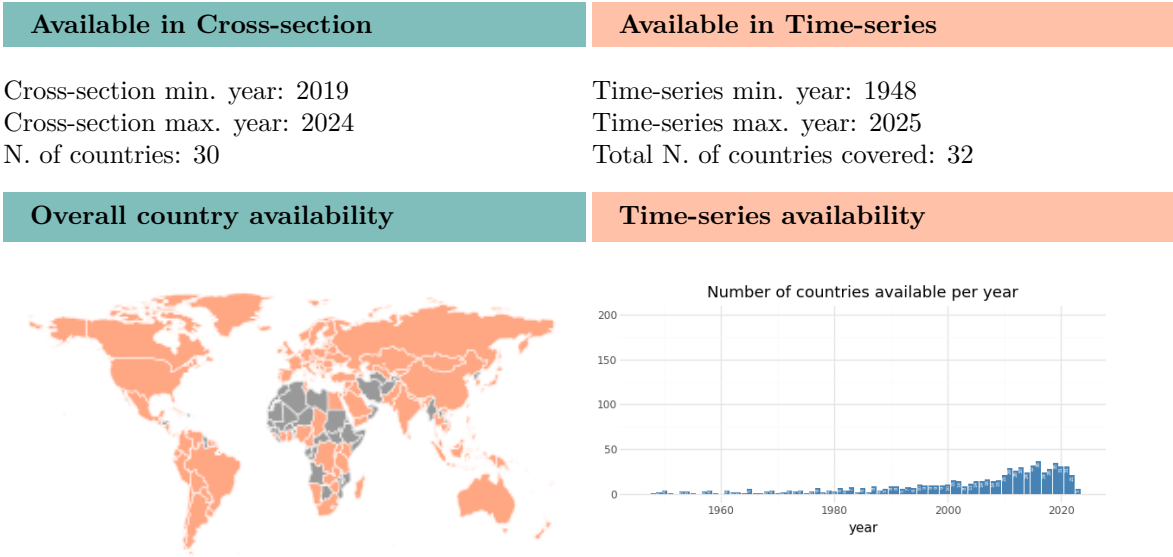 Available in Cross-section
Available in Time-series
Cross-section min. year: 2019
Cross-section max. year: 2024
N. of countries: 30
Time-series min. year: 1948
Time-series max. year: 2025
Total N. of countries covered: 32
Overall country availability
Time-series availability
Number of countries available per year
200
150
100
50
0
1960 1980 2000 2020
year